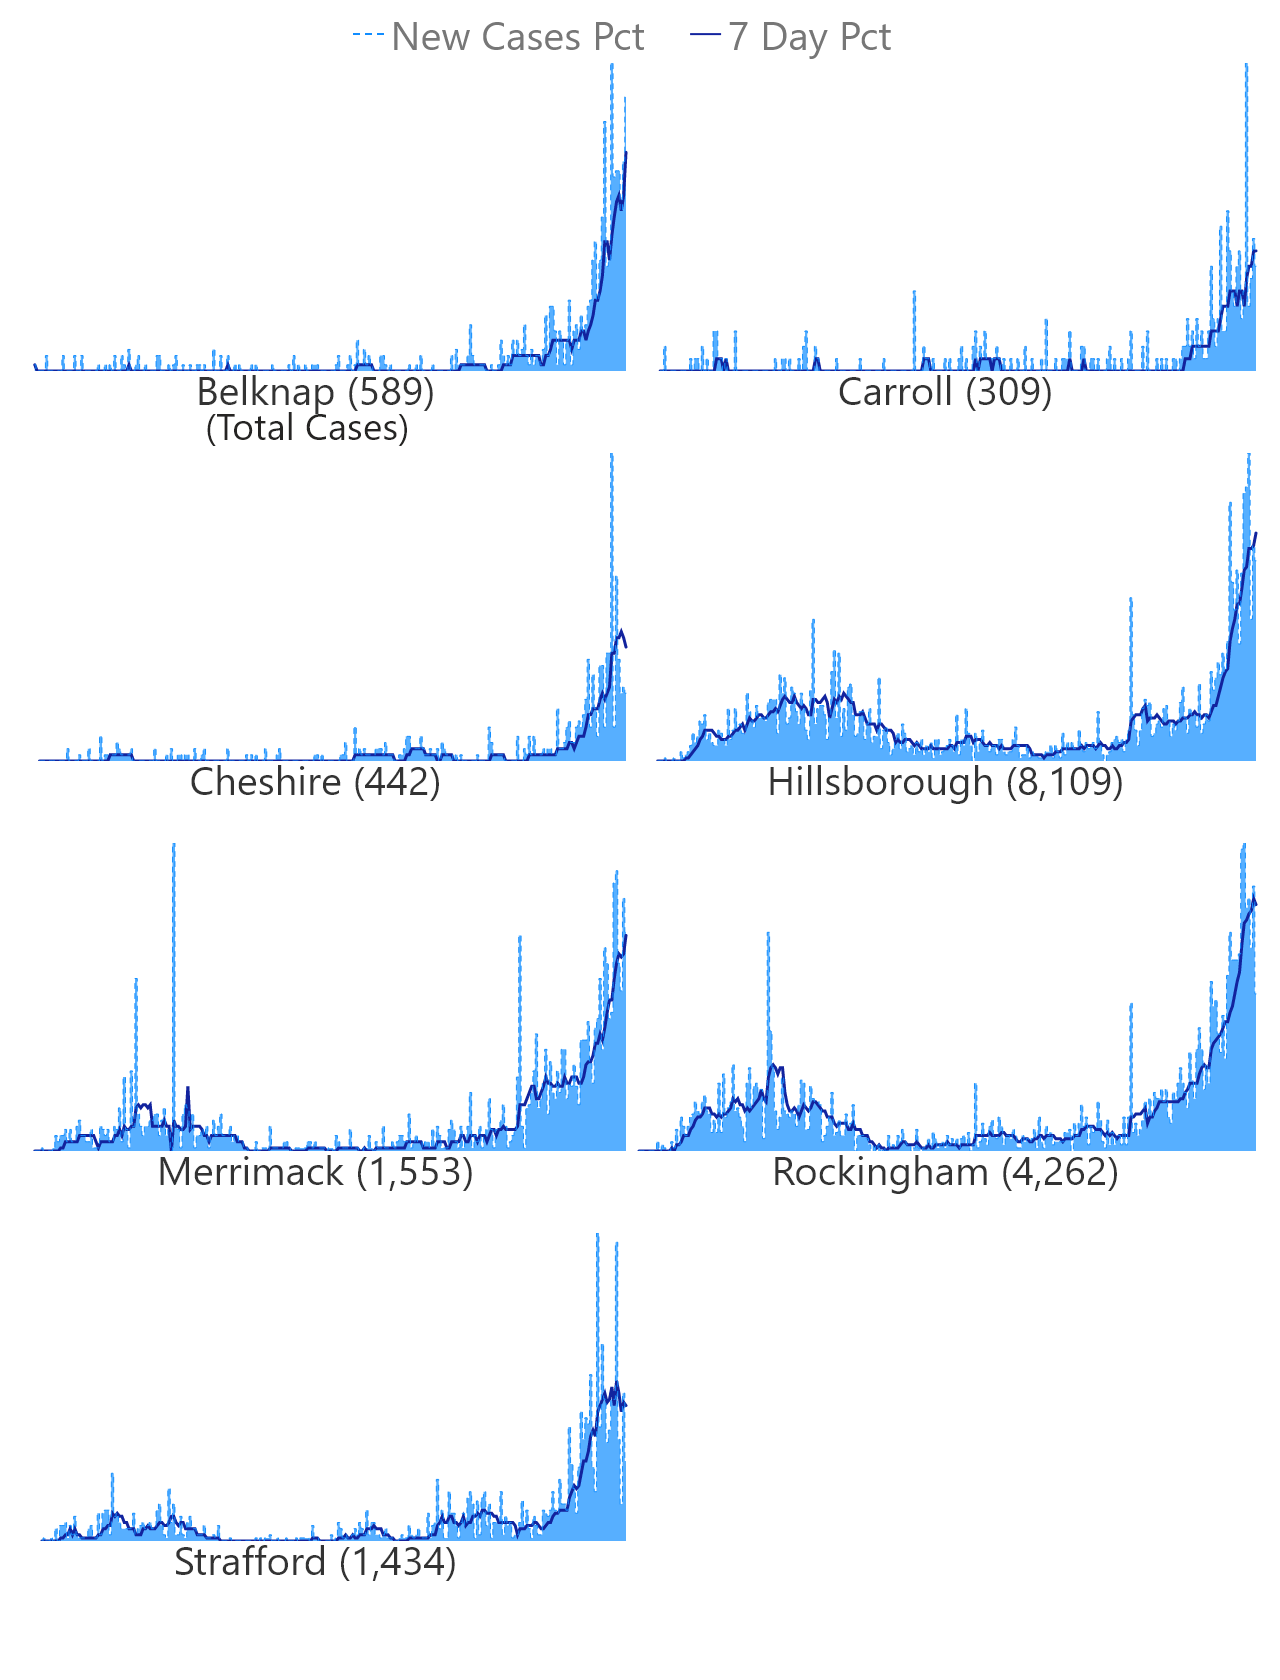 New Cases Pct 7 Day Pct
Belknap (589) Carroll (309)
(Total Cases)
Cheshire (442) Hillsborough (8,109)
Merrimack (1,553) Rockingham (4,262)
Strafford (1,434)